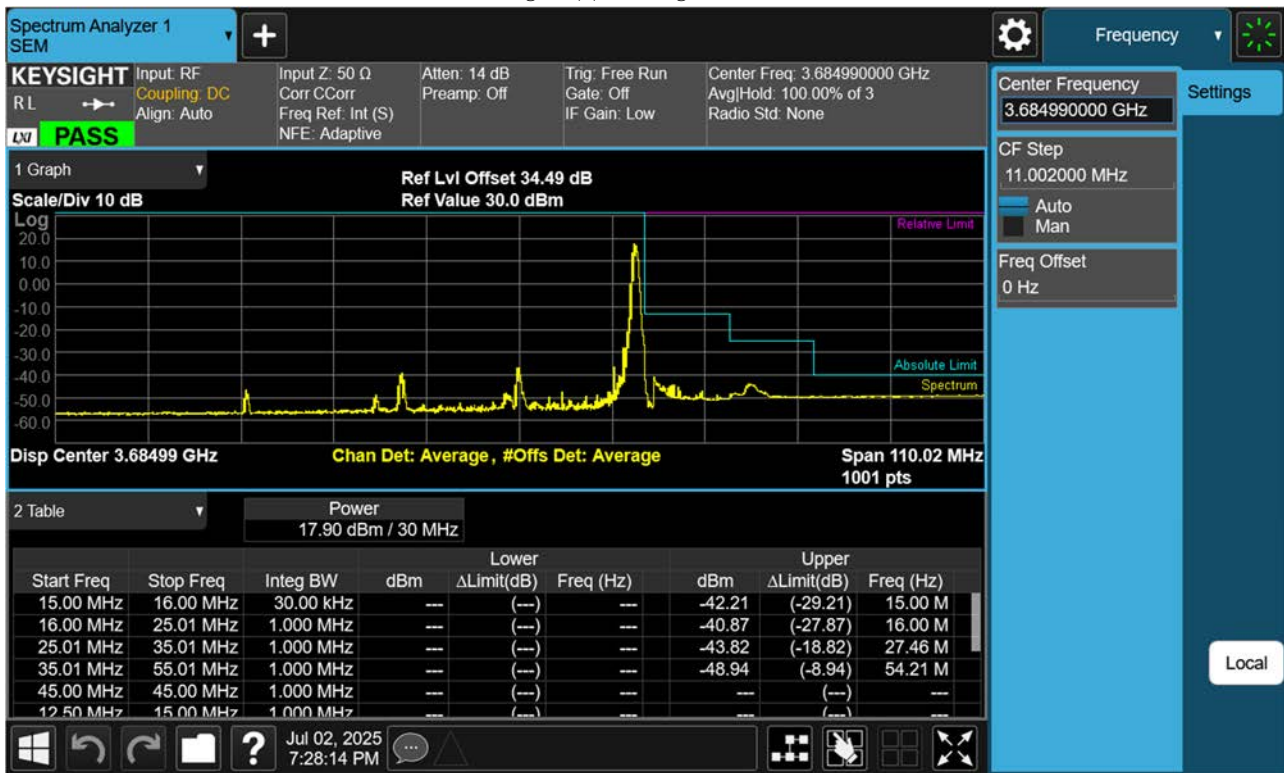 Spectrum Analyzer 1
SEM
Frequency
KEYSIGHT
R L
LXI
PASS
Input: RF
Coupling: DC
Align: Auto
Input Z: 50 Ω
Corr CCorr
Freq Ref: Int (S)
NFE: Adaptive
Atten: 14 dB
Preamp: Off
Trig: Free Run
Gate: Off
IF Gain: Low
Center Freq: 3.684990000 GHz
Avg|Hold: 100.00% of 3
Radio Std: None
Center Frequency
3.684990000 GHz
Settings
CF Step
11.002000 MHz
Auto
Man
Freq Offset
0 Hz
Local
1 Graph
Scale/Div 10 dB
Ref Lvl Offset 34.49 dB
Ref Value 30.0 dBm
Log
20.0
10.0
0.00
-10.0
-20.0
-30.0
-40.0
-50.0
-60.0
Relative Limit
Absolute Limit
Spectrum
Disp Center 3.68499 GHz
Chan Det: Average , #Offs Det: Average
Span 110.02 MHz
1001 pts
2 Table
Power
17.90 dBm / 30 MHz
Lower Upper
Start Freq Stop Freq Integ BW dBm ΔLimit(dB) Freq (Hz) dBm ΔLimit(dB) Freq (Hz)
15.00 MHz 16.00 MHz 30.00 kHz --- (---) --- -42.21 (-29.21) 15.00 M
16.00 MHz 25.01 MHz 1.000 MHz --- (---) --- -40.87 (-27.87) 16.00 M
25.01 MHz 35.01 MHz 1.000 MHz --- (---) --- -43.82 (-18.82) 27.46 M
35.01 MHz 55.01 MHz 1.000 MHz --- (---) --- -48.94 (-8.94) 54.21 M
45.00 MHz 45.00 MHz 1.000 MHz --- (---) --- --- (---) ---
12.50 MHz 15.00 MHz 1.000 MHz --- (---) --- --- (---) ---
Jul 02, 2025
7:28:14 PM